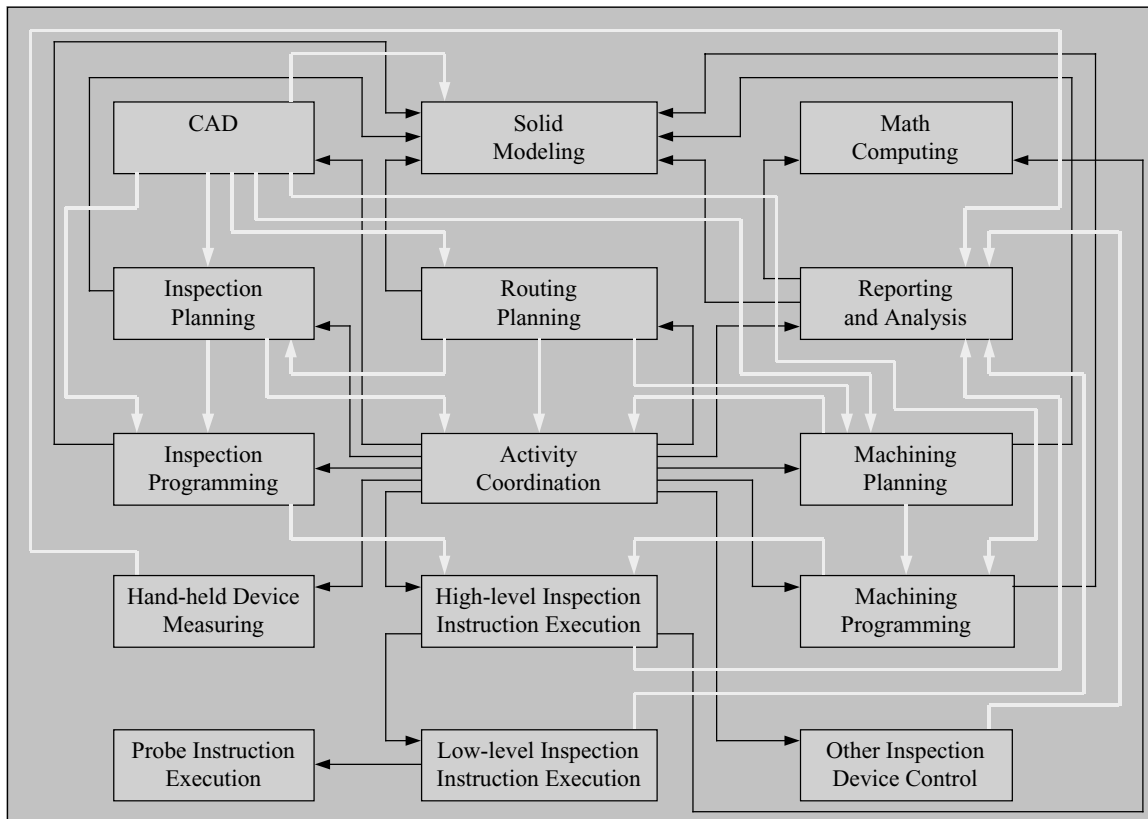 CAD
Solid
Modeling
Math
Computing
Inspection
Planning
Routing
Planning
Reporting
and Analysis
Inspection
Programming
Activity
Coordination
Machining
Planning
Hand-held Device
Measuring
High-level Inspection
Instruction Execution
Machining
Programming
Probe Instruction
Execution
Low-level Inspection
Instruction Execution
Other Inspection
Device Control